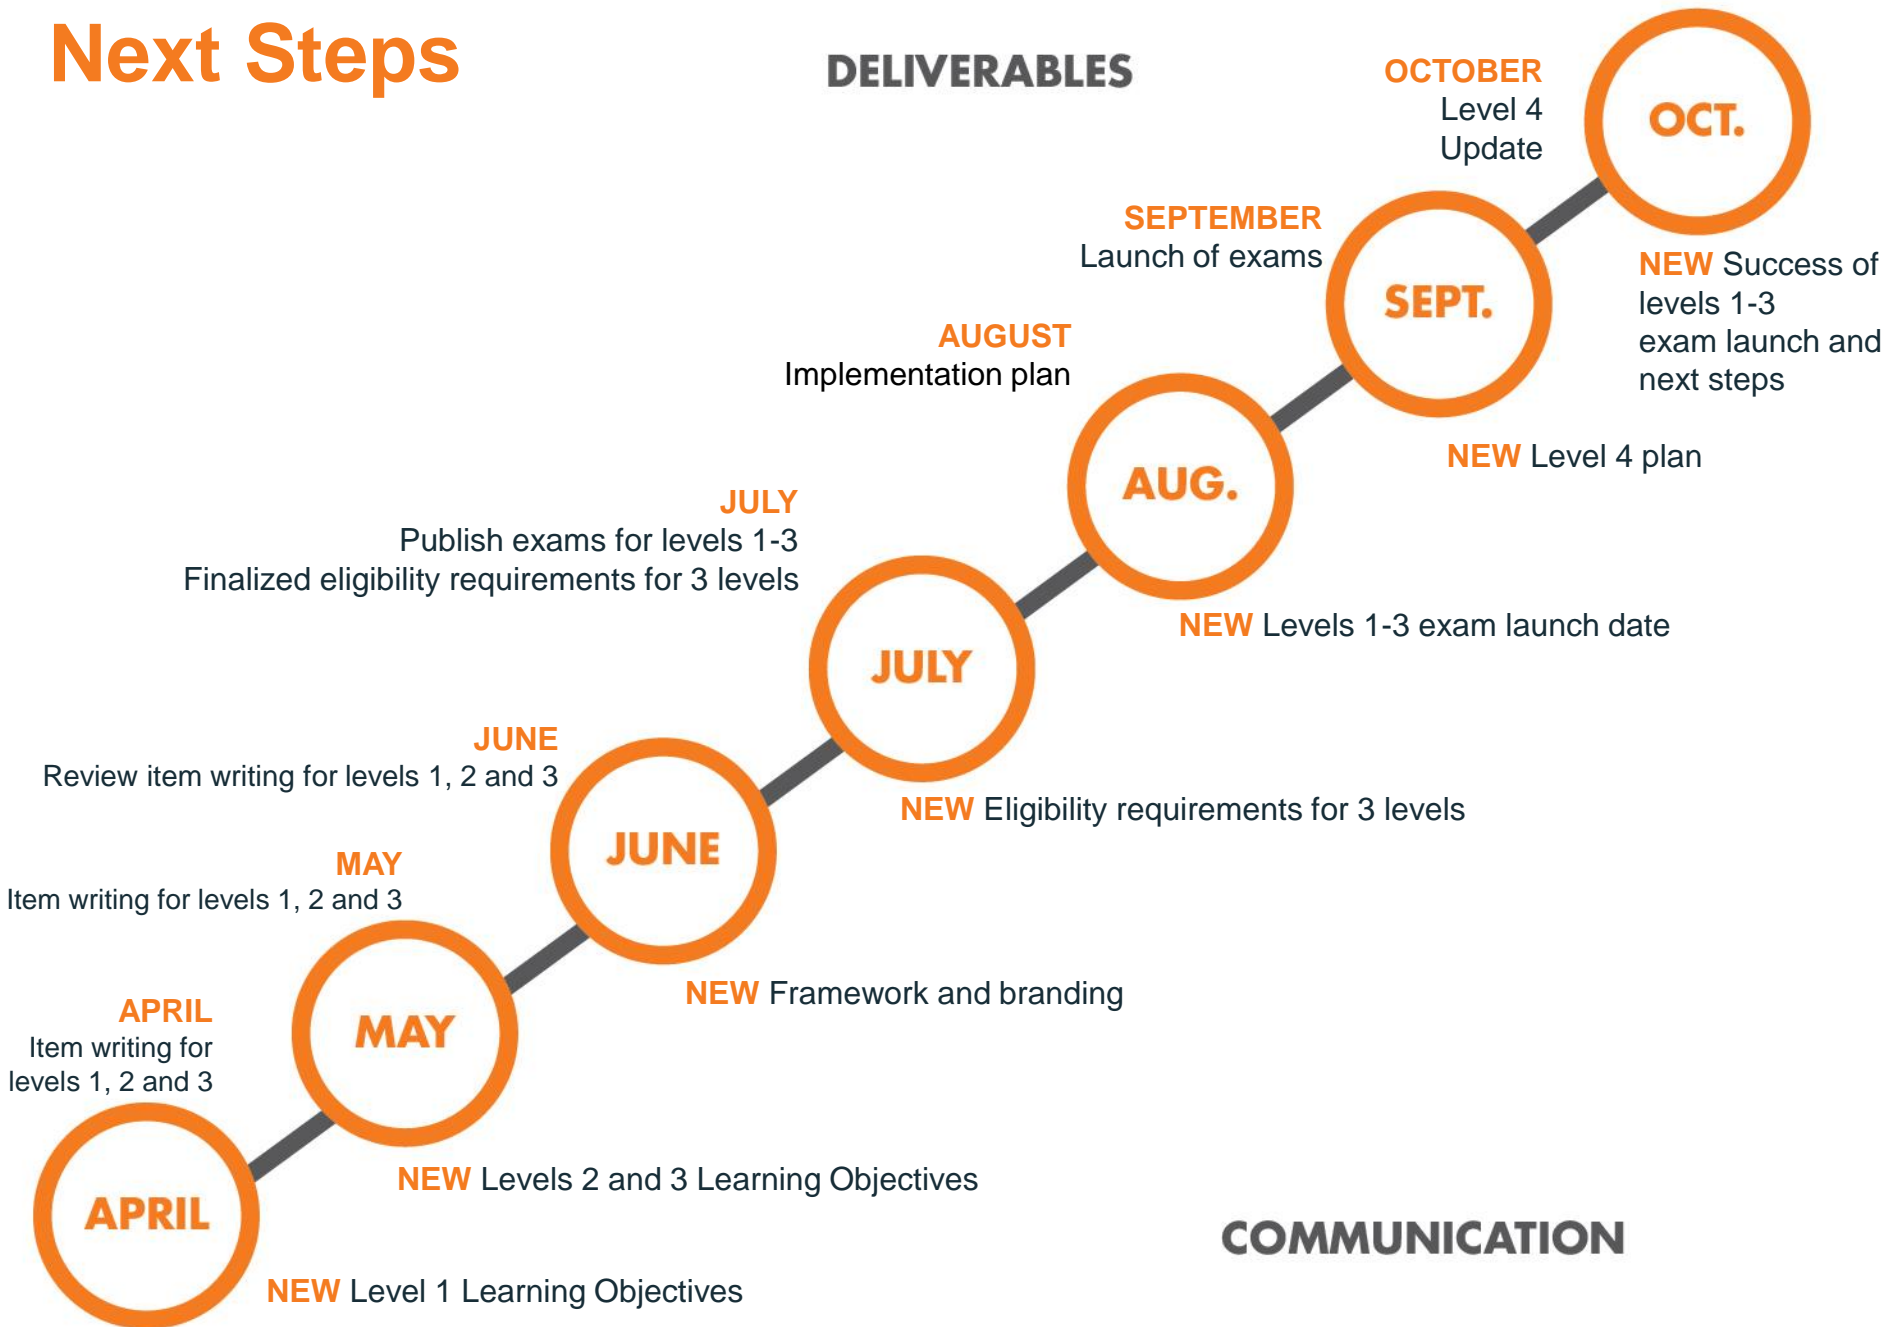 Next Steps
DELIVERABLES
OCTOBER
Level 4
Update
OCT.
SEPTEMBER
Launch of exams
SEPT.
NEW Success of
levels 1-3
exam launch and
next steps
AUGUST
Implementation plan
AUG.
NEW Level 4 plan
JULY
Publish exams for levels 1-3
Finalized eligibility requirements for 3 levels
JULY
NEW Levels 1-3 exam launch date
JUNE
Review item writing for levels 1, 2 and 3
JUNE
NEW Eligibility requirements for 3 levels
MAY
Item writing for levels 1, 2 and 3
MAY
NEW Framework and branding
APRIL
Item writing for
levels 1, 2 and 3
APRIL
NEW Levels 2 and 3 Learning Objectives
NEW Level 1 Learning Objectives
COMMUNICATION